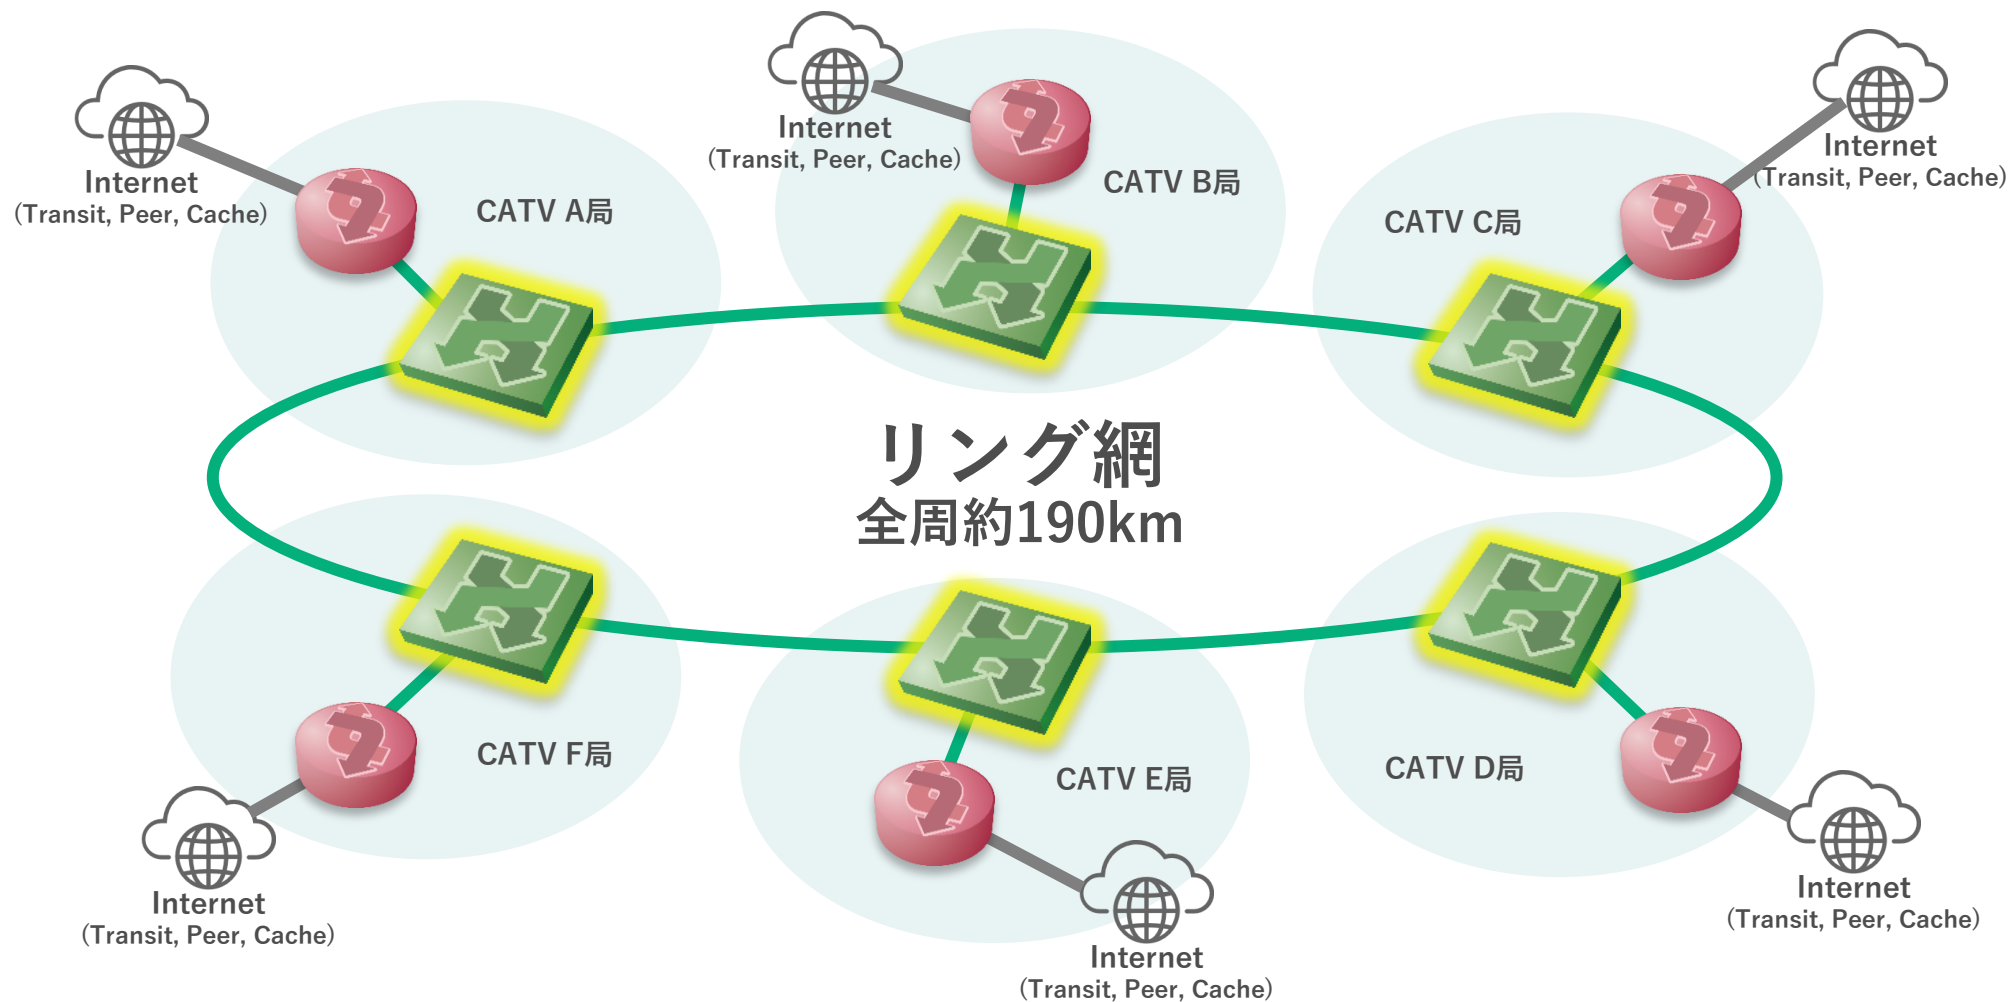 Internet
(Transit, Peer, Cache)
CATV A局
Internet
(Transit, Peer, Cache)
CATV B局
Internet
(Transit, Peer, Cache)
CATV C局
リング網
全周約190km
CATV F局
Internet
(Transit, Peer, Cache)
CATV E局
Internet
(Transit, Peer, Cache)
CATV D局
Internet
(Transit, Peer, Cache)